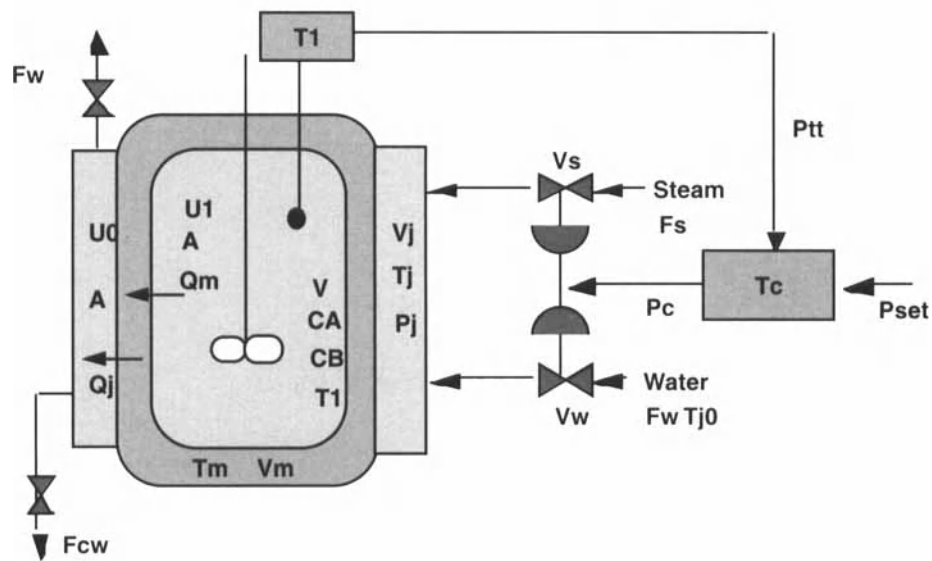 T1
Fw
Ptt
Vs
Steam
Fs
U1
A
Qm
U0
A
Qj
V
CA
CB
T1
Vj
Tj
Pj
Tc
Pc
Pset
Water
Vw
Fw Tj0
Tm Vm
Fcw